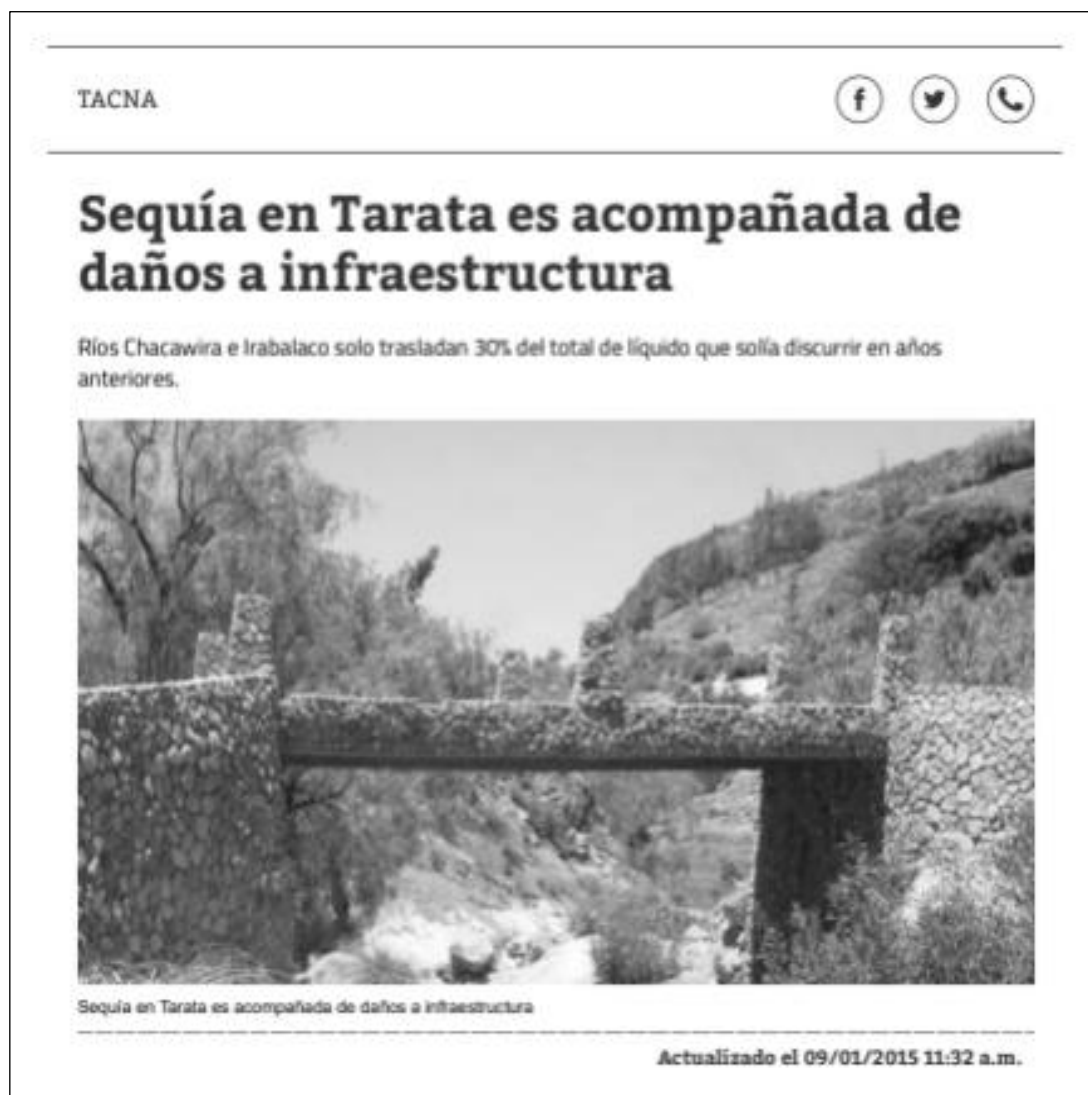 TACNA
Sequía en Tarata es acompañada de
daños a infraestructura
Ríos Chacawira e Irabalaco solo trasladan 30% del total de líquido que solía discurrir en años
anteriores.
Sequía en Tarata es acompañada de daños a infraestructura
Actualizado el 09/01/2015 11:32 a.m.